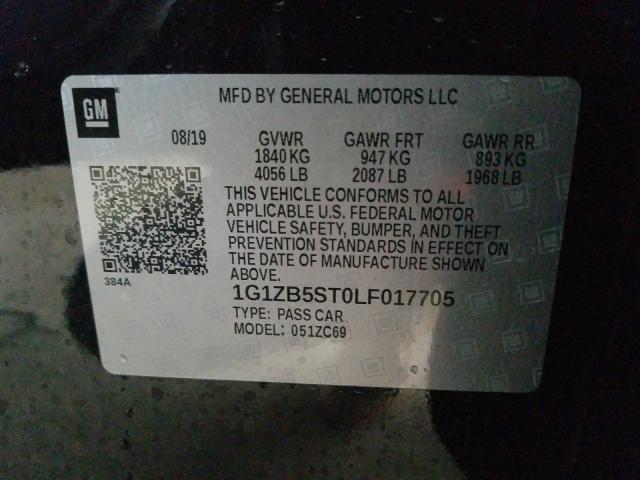 GM
MFD BY GENERAL MOTORS LLC
08/19 GVWR GAWR FRT GAWR RR
1840 KG 947 KG 893 KG
4056 LB 2087 LB 1968 LB
THIS VEHICLE CONFORMS TO ALL
APPLICABLE U.S. FEDERAL MOTOR
VEHICLE SAFETY, BUMPER, AND THEFT
PREVENTION STANDARDS IN EFFECT ON
THE DATE OF MANUFACTURE SHOWN
ABOVE.
384A
1G1ZB5ST0LF017705
TYPE: PASS CAR
MODEL: 051ZC69